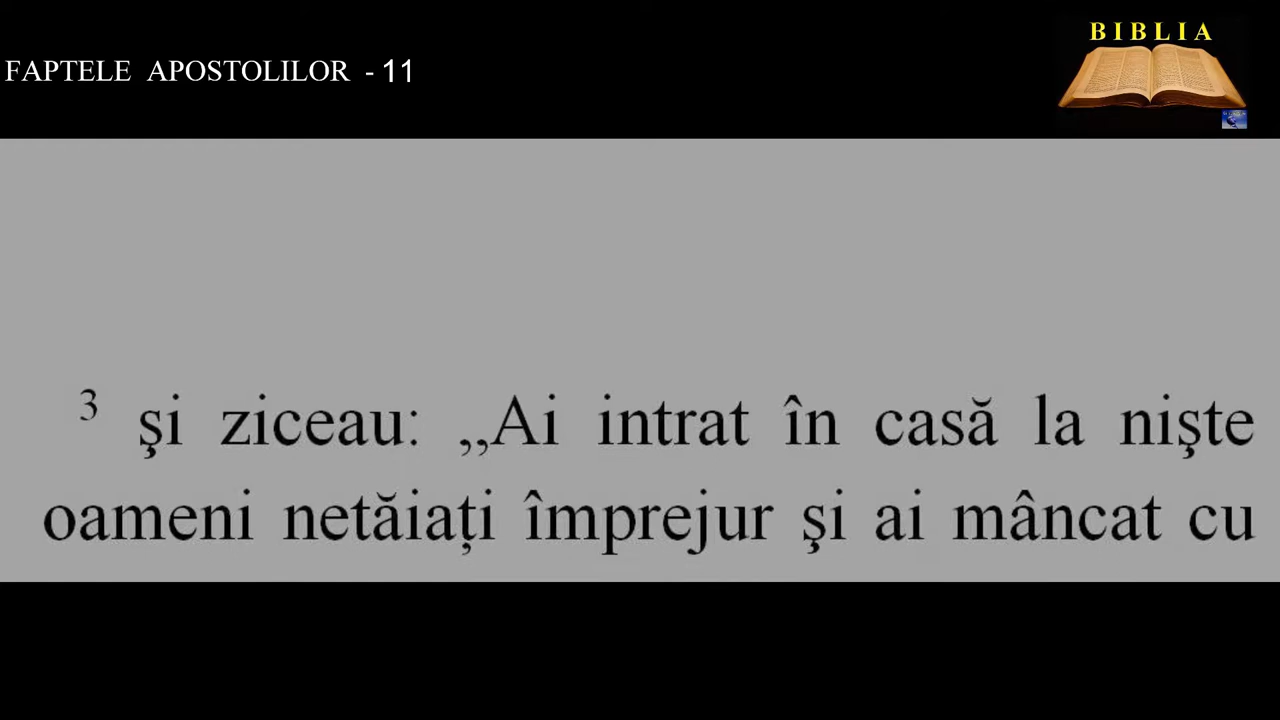 BIBLIA
FAPTELE APOSTOLILOR - 11
3 şi ziceau: „Ai intrat în casă la nişte
oameni netăiaţi împrejur şi ai mâncat cu